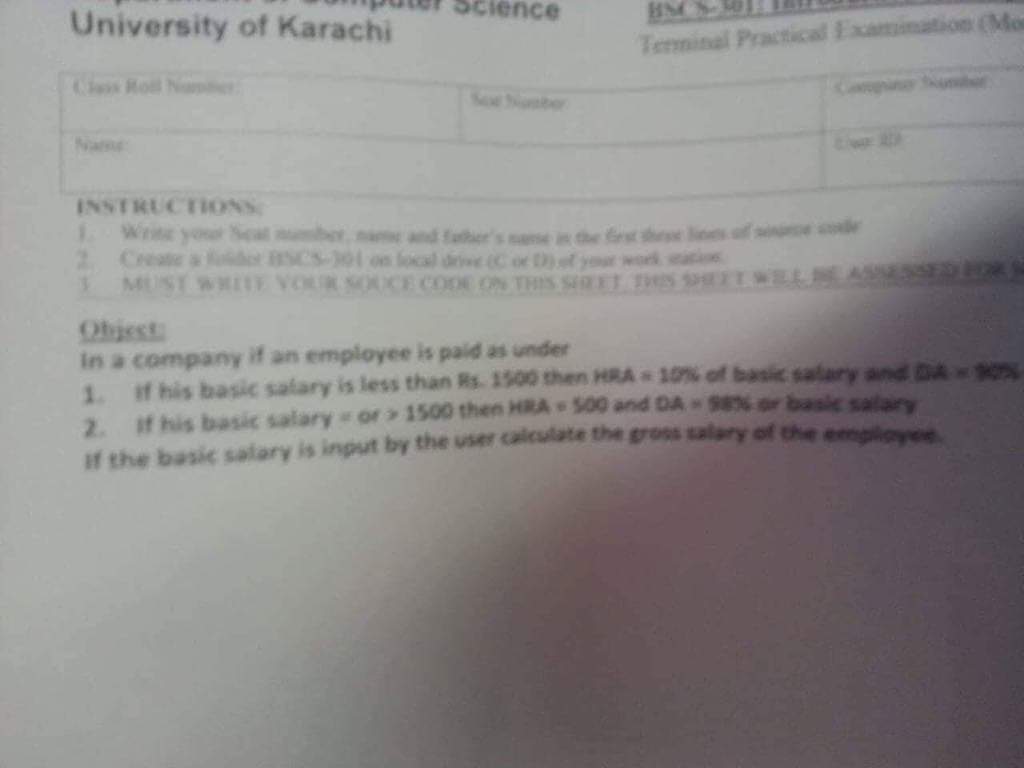 Computer Science
University of Karachi
BSCS-301:
Terminal Practical Examination
Class Roll Number:
Seat Number
Computer Number
Name:
User ID:
INSTRUCTIONS:
1. Write your Seat number, name and father's name in the first three lines of source code
2. Create a folder BSCS-301 on local drive (C or D) of your work station.
3 MUST WRITE YOUR SOUCE CODE ON THIS SHEET. THIS SHEET WILL BE ASSESSED FOR
Object:
In a company if an employee is paid as under
1. If his basic salary is less than Rs. 1500 then HRA = 10% of basic salary and DA = 90%
2. If his basic salary = or > 1500 then HRA = 500 and DA = 98% or basic salary
If the basic salary is input by the user calculate the gross salary of the employee.